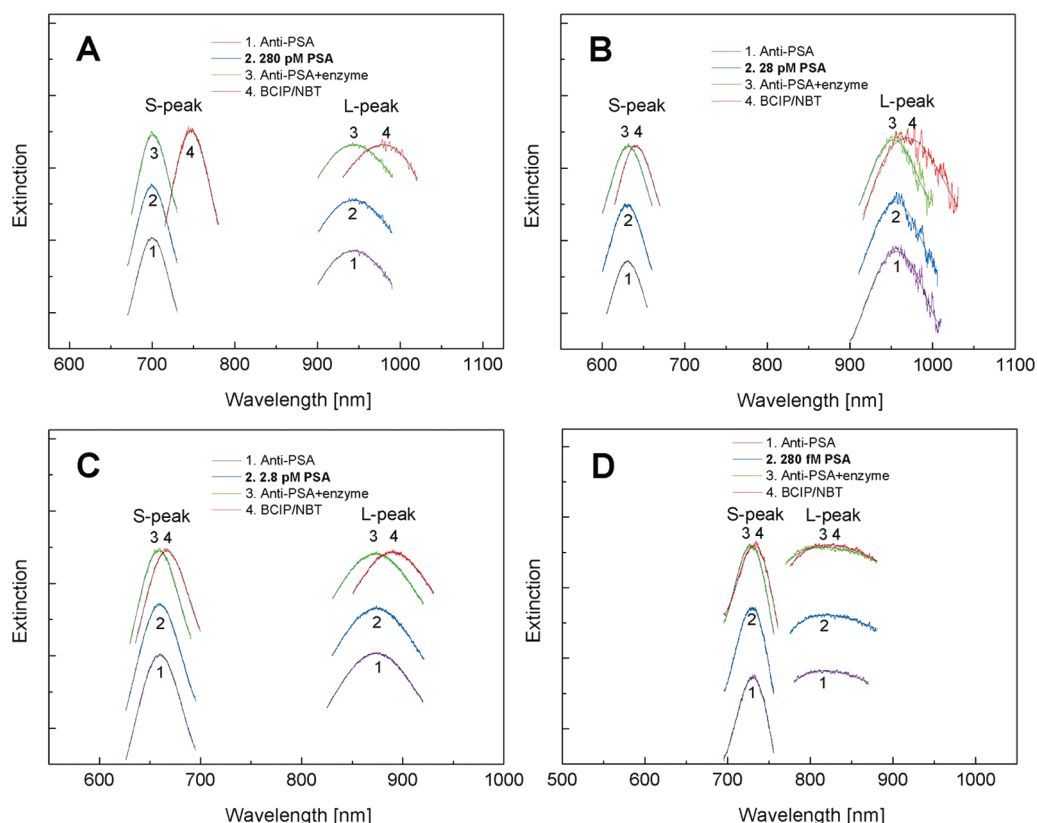 A
1. Anti-PSA
2. 280 pM PSA
3. Anti-PSA+enzyme
4. BCIP/NBT
S-peak
L-peak
3
4
3
4
2
2
1
1
Extinction
600 700 800 900 1000 1100
Wavelength [nm]
B
1. Anti-PSA
2. 28 pM PSA
3. Anti-PSA+enzyme
4. BCIP/NBT
S-peak
L-peak
3 4
3 4
2
2
1
1
Extinction
600 700 800 900 1000 1100
Wavelength [nm]
C
1. Anti-PSA
2. 2.8 pM PSA
3. Anti-PSA+enzyme
4. BCIP/NBT
S-peak
L-peak
3 4
3 4
2
2
1
1
Extinction
600 700 800 900 1000
Wavelength [nm]
D
1. Anti-PSA
2. 280 fM PSA
3. Anti-PSA+enzyme
4. BCIP/NBT
S-peak L-peak
3 4
3 4
2
2
1
1
Extinction
500 600 700 800 900 1000
Wavelength [nm]